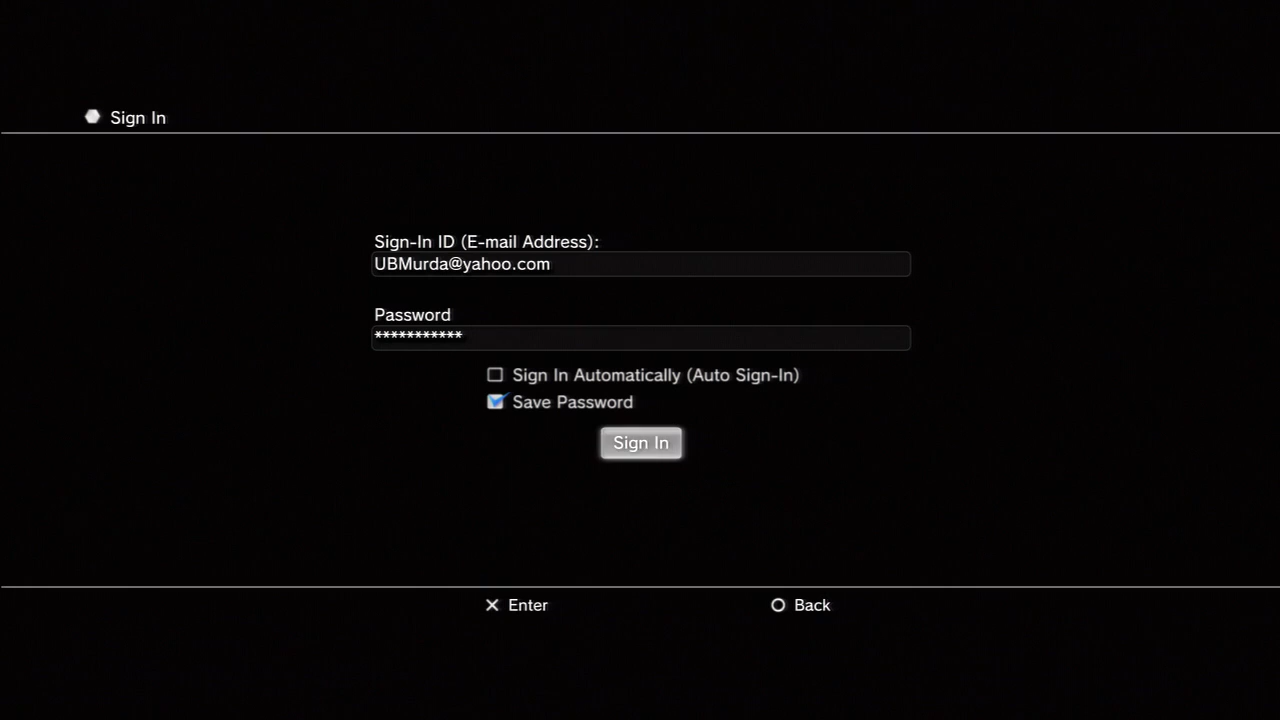 Sign In
Sign-In ID (E-mail Address):
UBMurda@yahoo.com
Password
***********
Sign In Automatically (Auto Sign-In)
Save Password
Sign In
Enter
Back